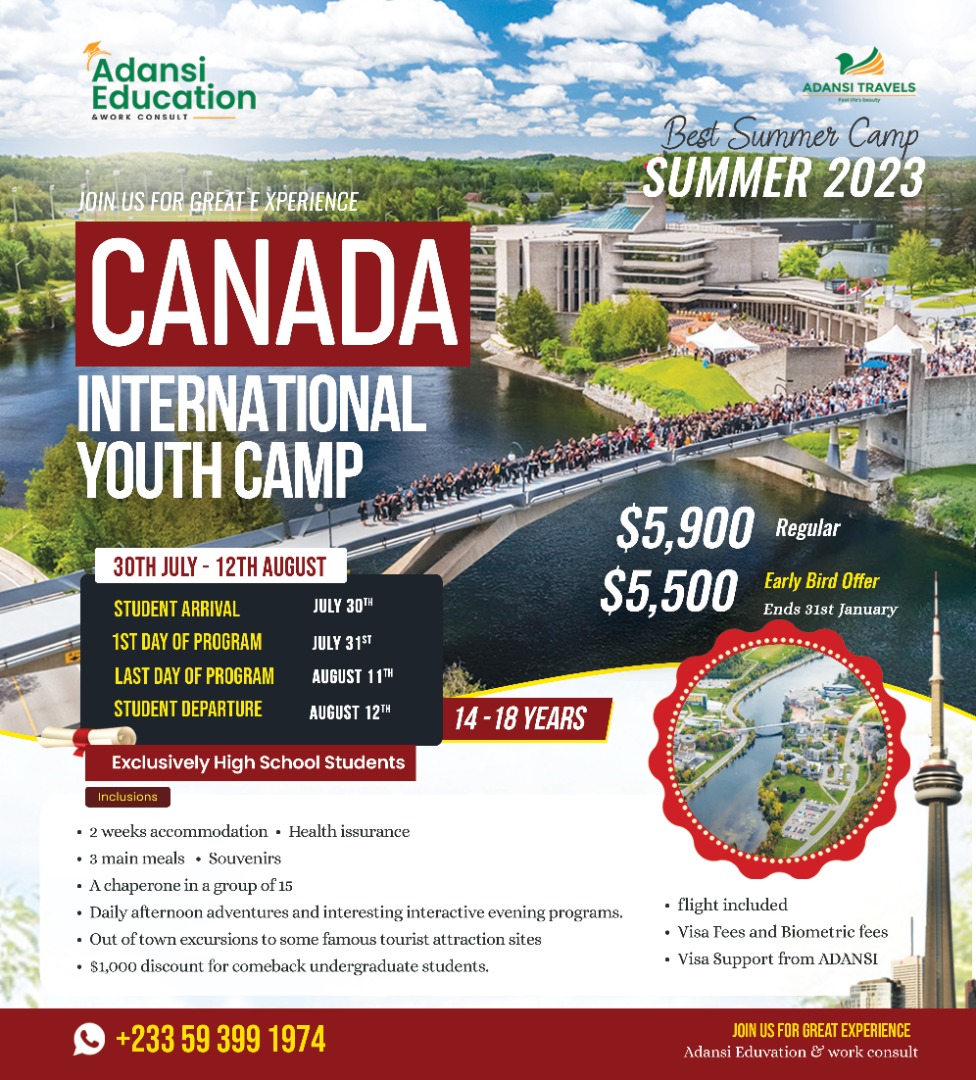 Adansi
Education
& WORK CONSULT
ADANSI TRAVELS
Feel life's beauty
Best Summer Camp
SUMMER 2023
JOIN US FOR GREAT E XPERIENCE
CANADA
INTERNATIONAL
YOUTH CAMP
$5,900 Regular
$5,500 Early Bird Offer
Ends 31st January
30TH JULY - 12TH AUGUST
STUDENT ARRIVAL JULY 30TH
1ST DAY OF PROGRAM JULY 31ST
LAST DAY OF PROGRAM AUGUST 11TH
STUDENT DEPARTURE AUGUST 12TH
14 - 18 YEARS
Exclusively High School Students
Inclusions
• 2 weeks accommodation • Health issurance
• 3 main meals • Souvenirs
• A chaperone in a group of 15
• Daily afternoon adventures and interesting interactive evening programs.
• Out of town excursions to some famous tourist attraction sites
• $1,000 discount for comeback undergraduate students.
• flight included
• Visa Fees and Biometric fees
• Visa Support from ADANSI
+233 59 399 1974
JOIN US FOR GREAT EXPERIENCE
Adansi Eduvation & work consult